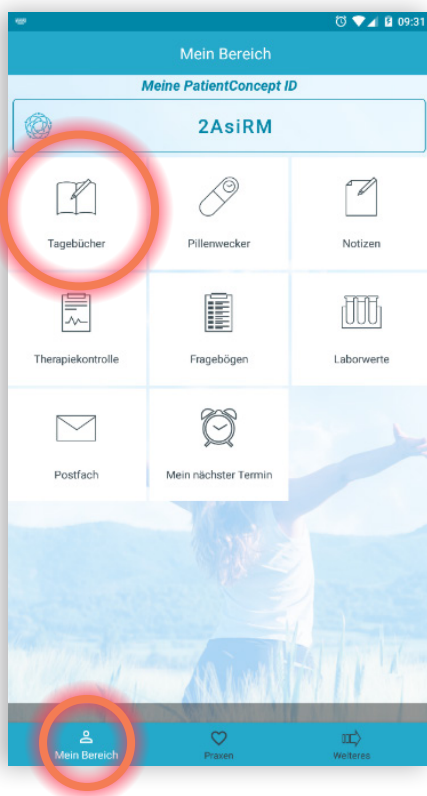 09:31
Mein Bereich
Meine PatientConcept ID
2AsiRM
Tagebücher
Pillenwecker
Notizen
Therapiekontrolle
Fragebögen
Laborwerte
Postfach
Mein nächster Termin
Mein Bereich
Praxen
Weiteres